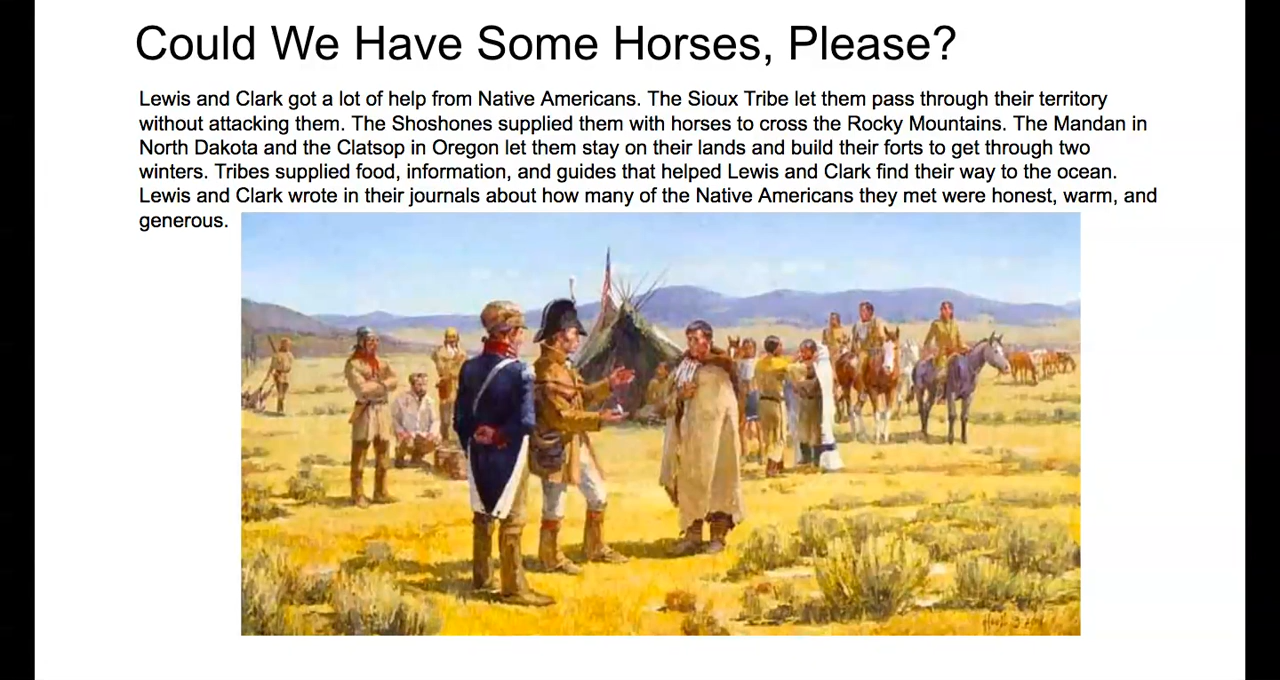 Could We Have Some Horses, Please?
Lewis and Clark got a lot of help from Native Americans. The Sioux Tribe let them pass through their territory
without attacking them. The Shoshones supplied them with horses to cross the Rocky Mountains. The Mandan in
North Dakota and the Clatsop in Oregon let them stay on their lands and build their forts to get through two
winters. Tribes supplied food, information, and guides that helped Lewis and Clark find their way to the ocean.
Lewis and Clark wrote in their journals about how many of the Native Americans they met were honest, warm, and
generous.